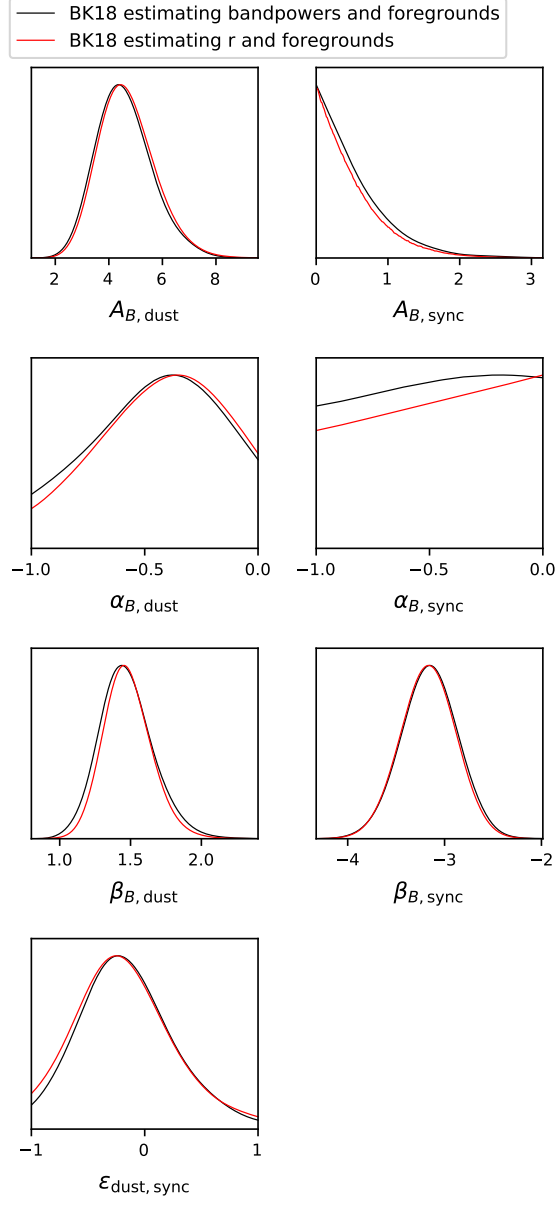 BK18 estimating bandpowers and foregrounds
BK18 estimating r and foregrounds
2 4 6 8
A_{B, dust}
0 1 2 3
A_{B, sync}
−1.0 −0.5 0.0
α_{B, dust}
−1.0 −0.5 0.0
α_{B, sync}
1.0 1.5 2.0
β_{B, dust}
−4 −3 −2
β_{B, sync}
−1 0 1
ε_{dust, sync}